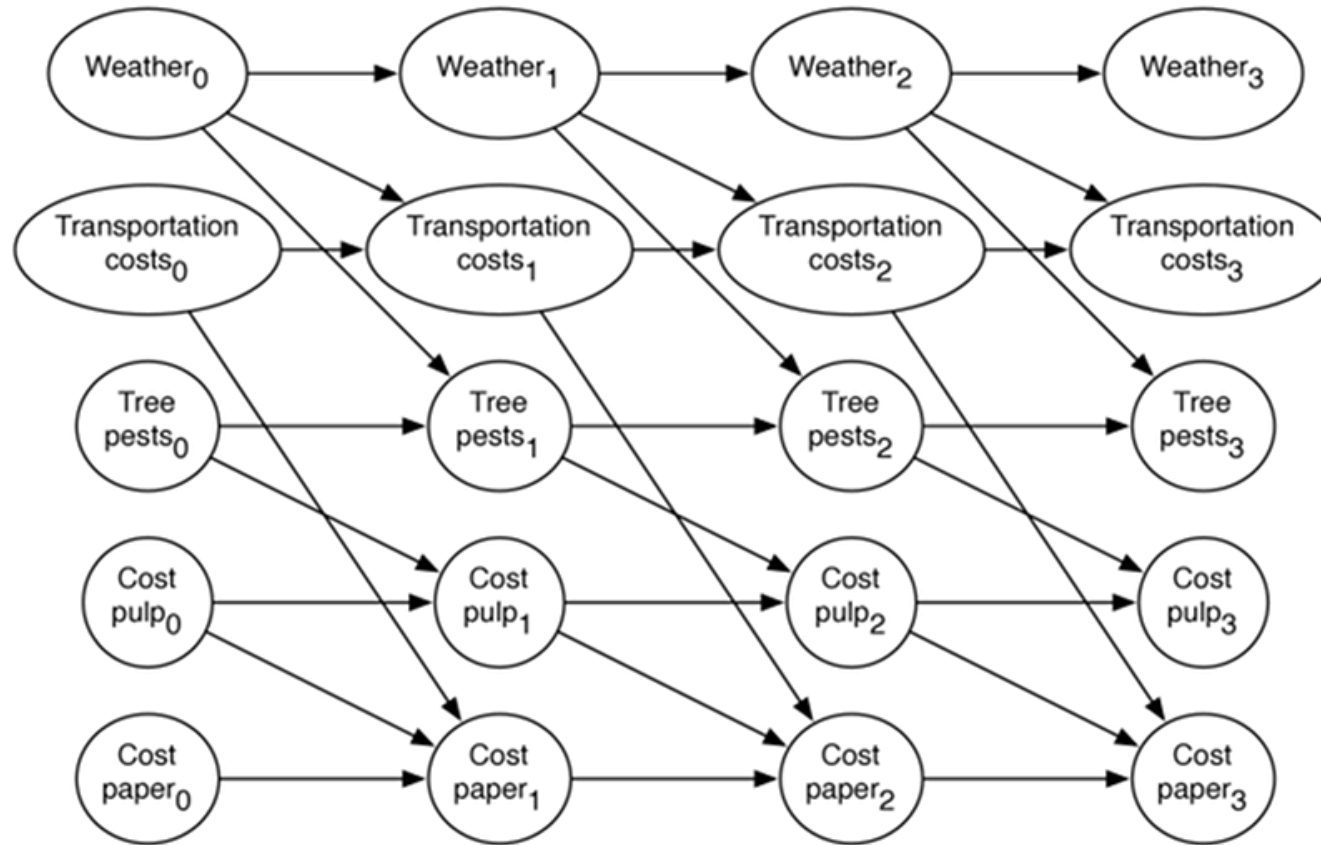 Weather0
Weather1
Weather2
Weather3
Transportation
costs0
Transportation
costs1
Transportation
costs2
Transportation
costs3
Tree
pests0
Tree
pests1
Tree
pests2
Tree
pests3
Cost
pulp0
Cost
pulp1
Cost
pulp2
Cost
pulp3
Cost
paper0
Cost
paper1
Cost
paper2
Cost
paper3